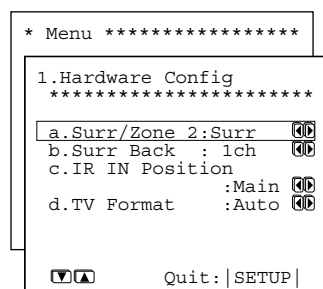 * Menu *****************
1.Hardware Config
***********************
a.Surr/Zone 2:Surr
b.Surr Back : 1ch
c.IR IN Position
:Main
d.TV Format :Auto
Quit:|SETUP|